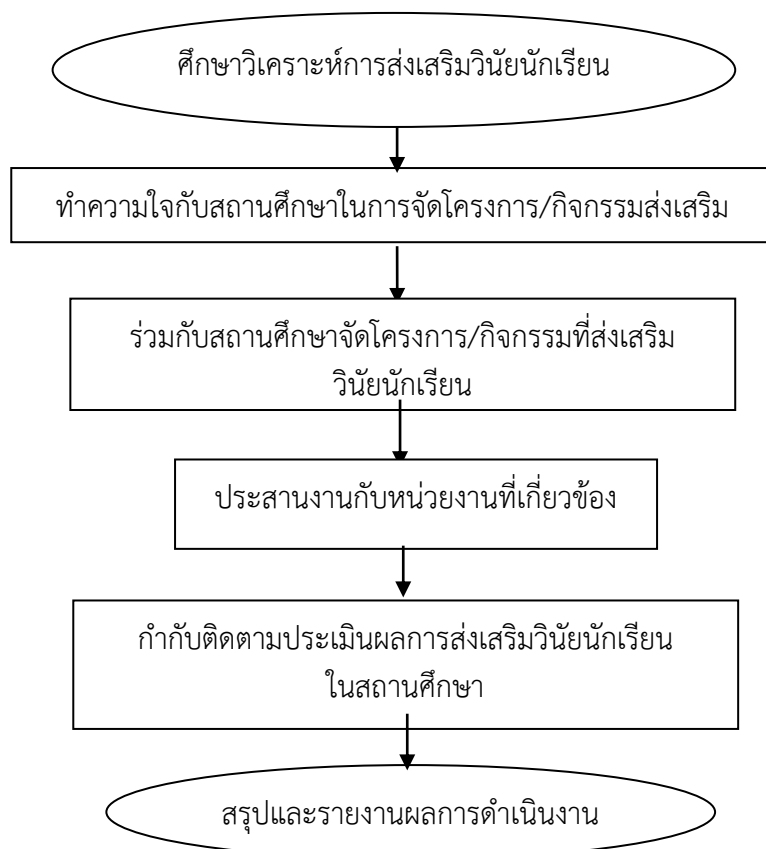 ศึกษาวิเคราะห์การส่งเสริมวินัยนักเรียน
ทำความใจกับสถานศึกษาในการจัดโครงการ/กิจกรรมส่งเสริม
ร่วมกับสถานศึกษาจัดโครงการ/กิจกรรมที่ส่งเสริม
วินัยนักเรียน
ประสานงานกับหน่วยงานที่เกี่ยวข้อง
กำกับติดตามประเมินผลการส่งเสริมวินัยนักเรียน
ในสถานศึกษา
สรุปและรายงานผลการดำเนินงาน